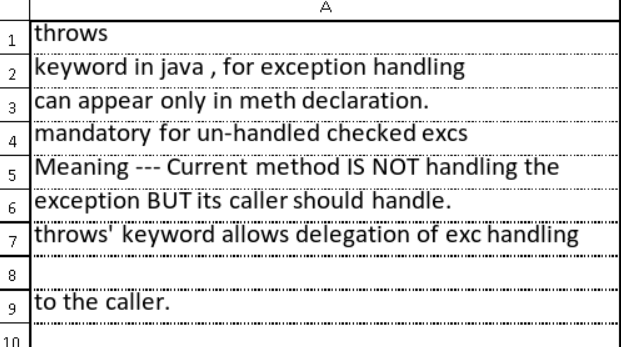 A
1 throws
2 keyword in java , for exception handling
3 can appear only in meth declaration.
4 mandatory for un-handled checked excs
5 Meaning --- Current method IS NOT handling the
6 exception BUT its caller should handle.
7 throws' keyword allows delegation of exc handling
8
9 to the caller.
10